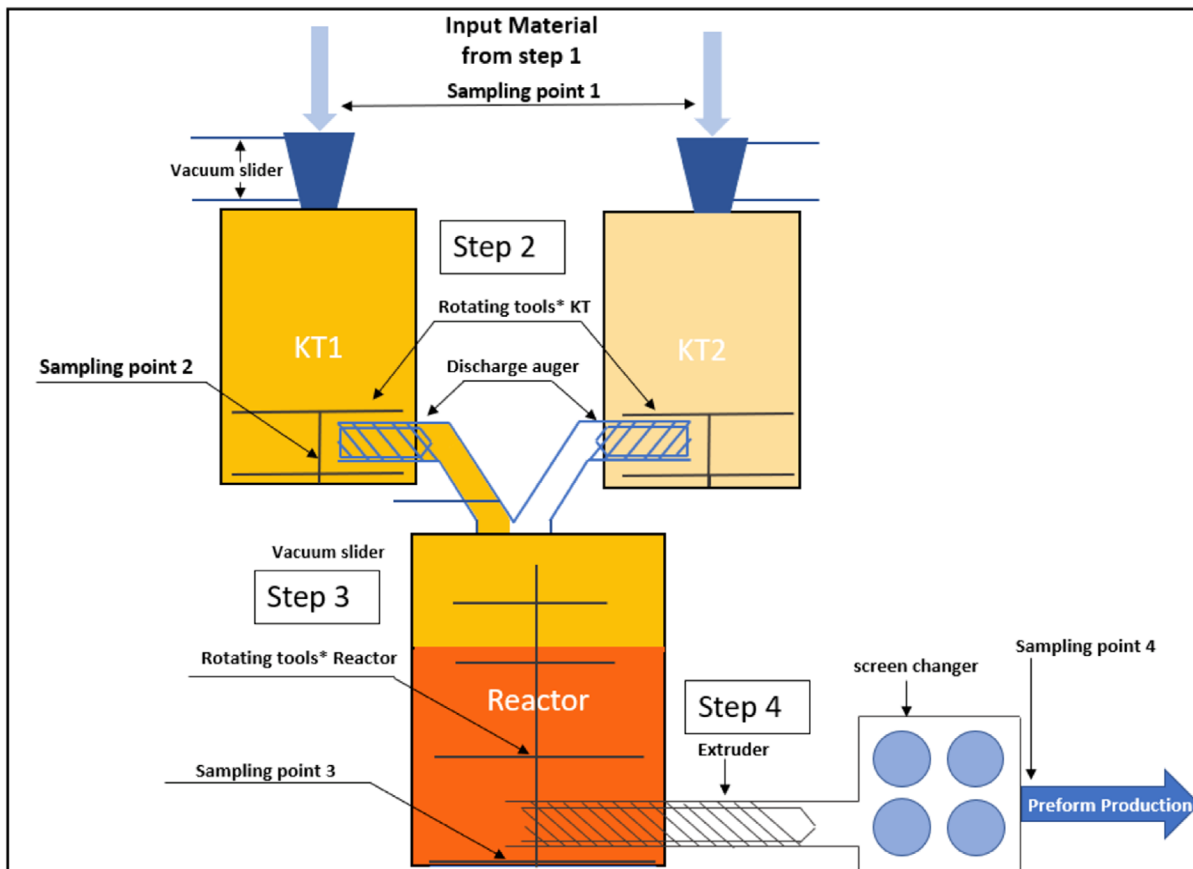 Input Material
from step 1
Sampling point 1
Vacuum slider
Step 2
Rotating tools* KT
KT1
KT2
Sampling point 2
Discharge auger
Vacuum slider
Step 3
Rotating tools* Reactor
Reactor
Sampling point 3
Step 4
Extruder
screen changer
Sampling point 4
Preform Production